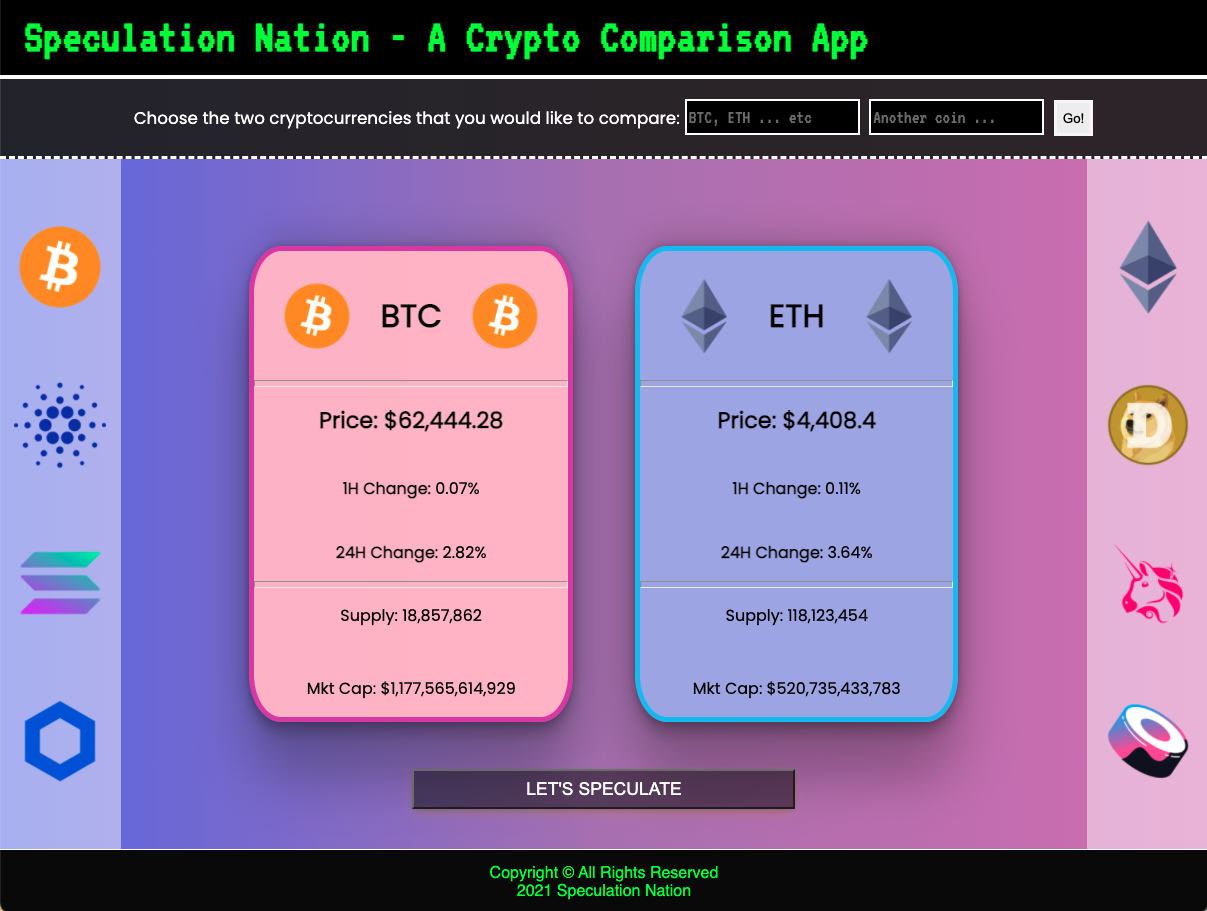 Speculation Nation - A Crypto Comparison App
Choose the two cryptocurrencies that you would like to compare: BTC, ETH ... etc Another coin ... Go!
BTC
Price: $62,444.28
1H Change: 0.07%
24H Change: 2.82%
Supply: 18,857,862
Mkt Cap: $1,177,565,614,929
ETH
Price: $4,408.4
1H Change: 0.11%
24H Change: 3.64%
Supply: 118,123,454
Mkt Cap: $520,735,433,783
LET'S SPECULATE
Copyright © All Rights Reserved
2021 Speculation Nation